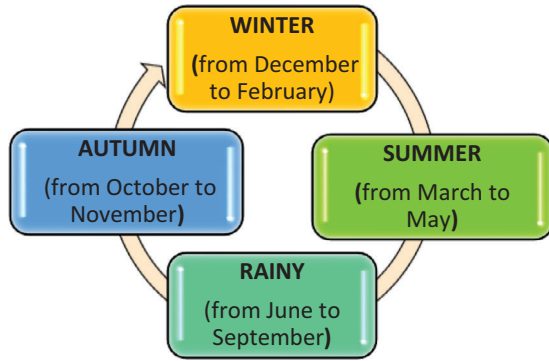 WINTER
(from December
to February)
AUTUMN
(from October to
November)
SUMMER
(from March to
May)
RAINY
(from June to
September)